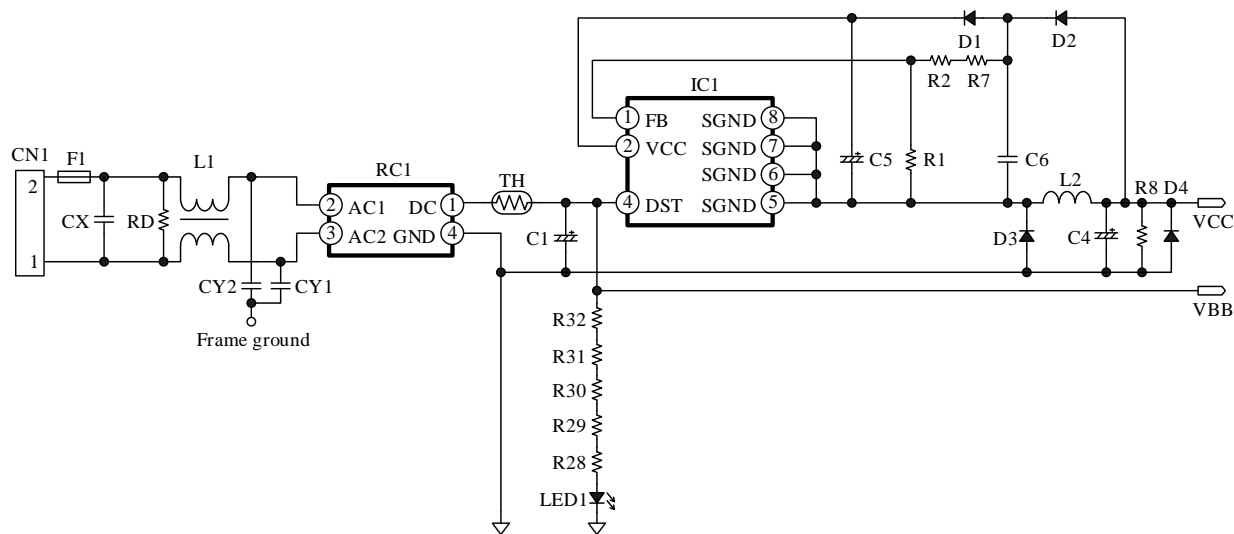 D1
D2
R2
R7
IC1
1
FB
SGND
8
2
VCC
SGND
7
SGND
6
4
DST
SGND
5
C5
R1
C6
L2
R8
D4
VCC
D3
C4
CN1
F1
L1
2
1
CX
RD
CY2
CY1
Frame ground
RC1
2
AC1
DC
1
3
AC2
GND
4
TH
C1
VBB
R32
R31
R30
R29
R28
LED1